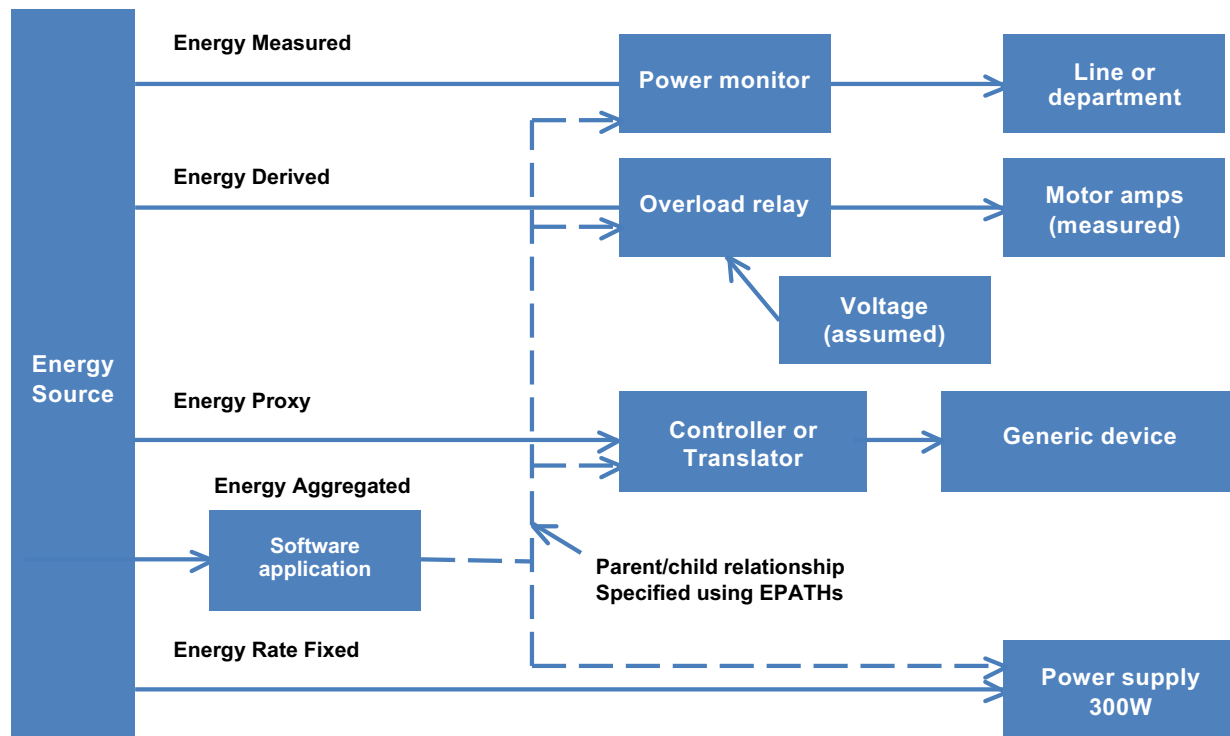 Energy Measured
Power monitor
Line or
department
Energy Derived
Overload relay
Motor amps
(measured)
Voltage
(assumed)
Energy
Source
Energy Proxy
Controller or
Translator
Generic device
Energy Aggregated
Software
application
Parent/child relationship
Specified using EPATHs
Energy Rate Fixed
Power supply
300W